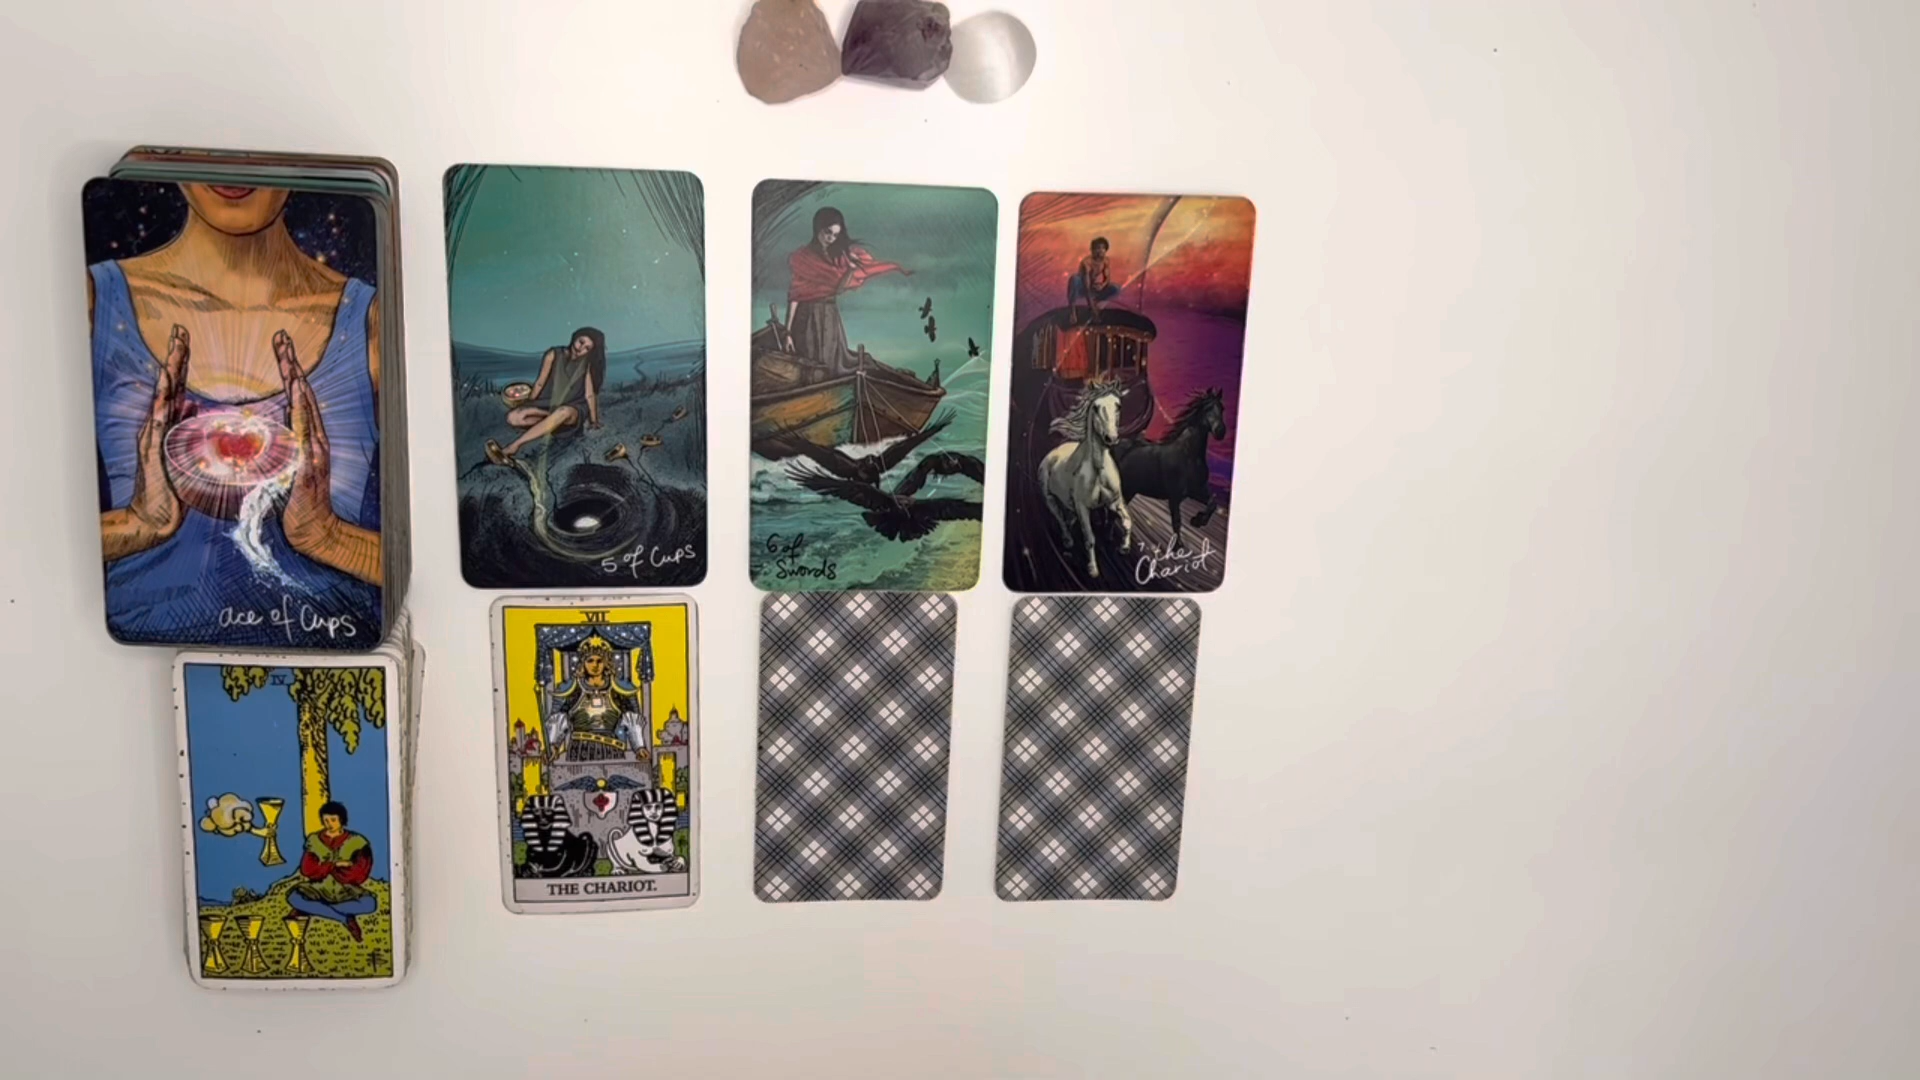 ace of Cups
5 of Cups
6 of
Swords
7. the
Chariot
IV
VII
THE CHARIOT.